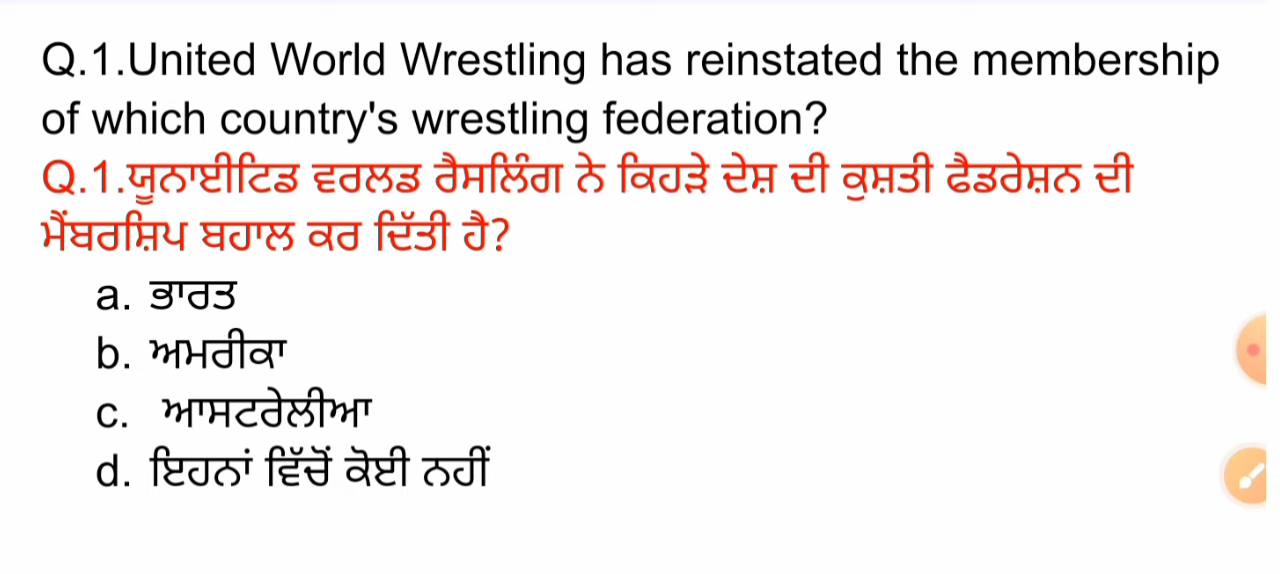 Q.1.United World Wrestling has reinstated the membership
of which country's wrestling federation?
Q.1.ਯੂਨਾਈਟਿਡ ਵਰਲਡ ਰੈਸਲਿੰਗ ਨੇ ਕਿਹੜੇ ਦੇਸ਼ ਦੀ ਕੁਸ਼ਤੀ ਫੈਡਰੇਸ਼ਨ ਦੀ
ਮੈਂਬਰਸ਼ਿਪ ਬਹਾਲ ਕਰ ਦਿੱਤੀ ਹੈ?
a. ਭਾਰਤ
b. ਅਮਰੀਕਾ
c. ਆਸਟਰੇਲੀਆ
d. ਇਹਨਾਂ ਵਿੱਚੋਂ ਕੋਈ ਨਹੀਂ